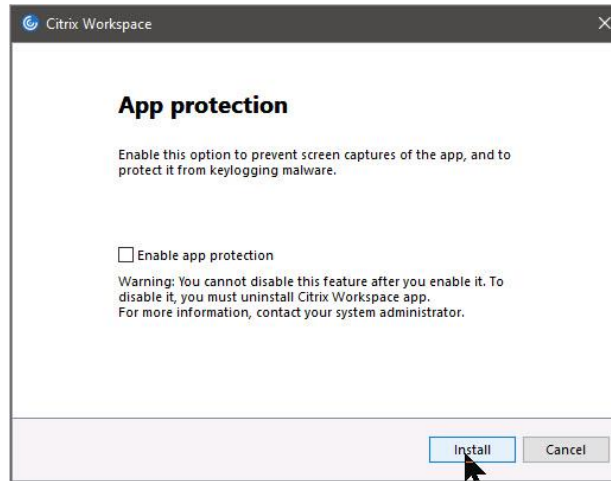 Citrix Workspace
App protection
Enable this option to prevent screen captures of the app, and to
protect it from keylogging malware.
Enable app protection
Warning: You cannot disable this feature after you enable it. To
disable it, you must uninstall Citrix Workspace app.
For more information, contact your system administrator.
Install Cancel